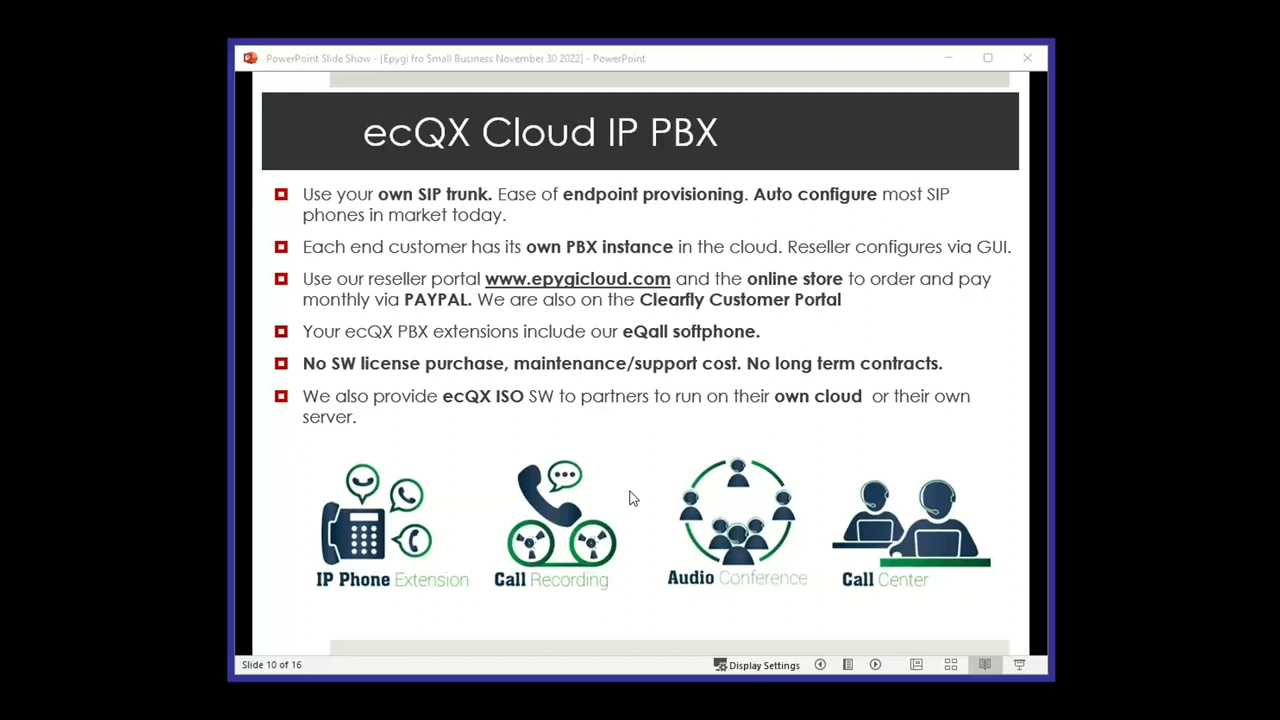 PowerPoint Slide Show - [Epygi fro Small Business November 30 2022] - PowerPoint
ecQX Cloud IP PBX
Use your own SIP trunk. Ease of endpoint provisioning. Auto configure most SIP
phones in market today.
Each end customer has its own PBX instance in the cloud. Reseller configures via GUI.
Use our reseller portal www.epygicloud.com and the online store to order and pay
monthly via PAYPAL. We are also on the Clearfly Customer Portal
Your ecQX PBX extensions include our eQall softphone.
No SW license purchase, maintenance/support cost. No long term contracts.
We also provide ecQX ISO SW to partners to run on their own cloud or their own
server.
IP Phone Extension
Call Recording
Audio Conference
Call Center
Slide 10 of 16
Display Settings